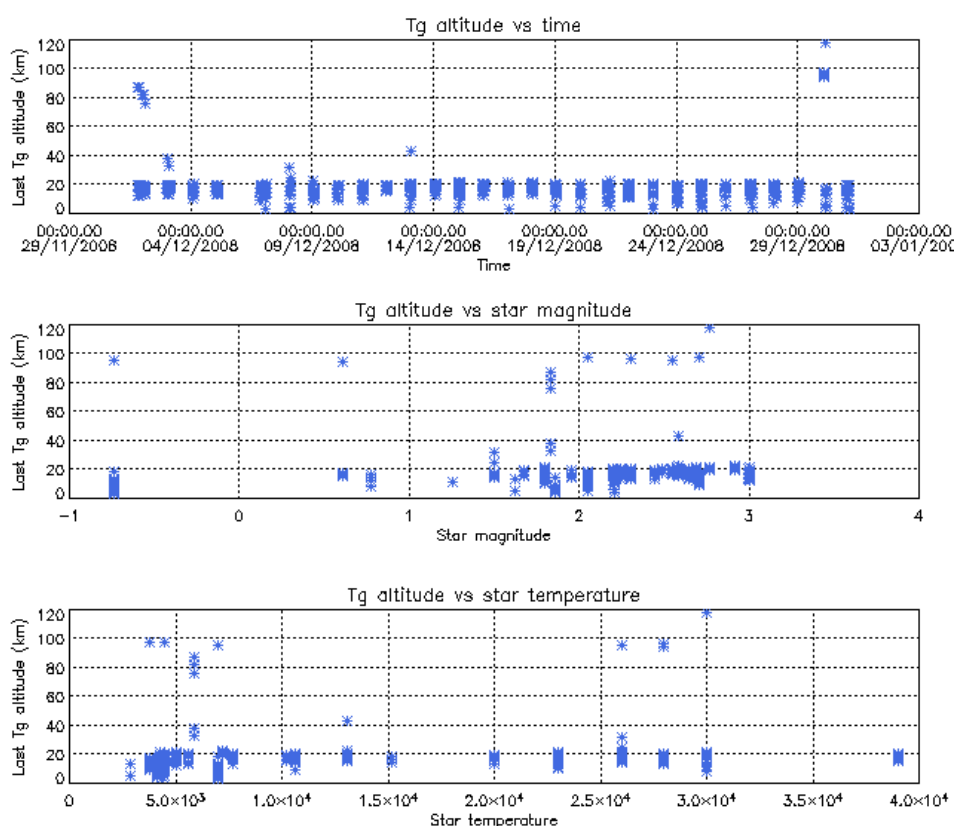 Tg altitude vs time
Last Tg altitude (km)
120
100
80
60
40
20
0
00:00:00 00:00:00 00:00:00 00:00:00 00:00:00 00:00:00 00:00:00 00:00:00
29/11/2008 04/12/2008 09/12/2008 14/12/2008 19/12/2008 24/12/2008 29/12/2008 03/01/200
Time
Tg altitude vs star magnitude
Last Tg altitude (km)
120
100
80
60
40
20
0
-1 0 1 2 3 4
Star magnitude
Tg altitude vs star temperature
Last Tg altitude (km)
120
100
80
60
40
20
0
0 5.0×10³ 1.0×10⁴ 1.5×10⁴ 2.0×10⁴ 2.5×10⁴ 3.0×10⁴ 3.5×10⁴ 4.0×10⁴
Star temperature